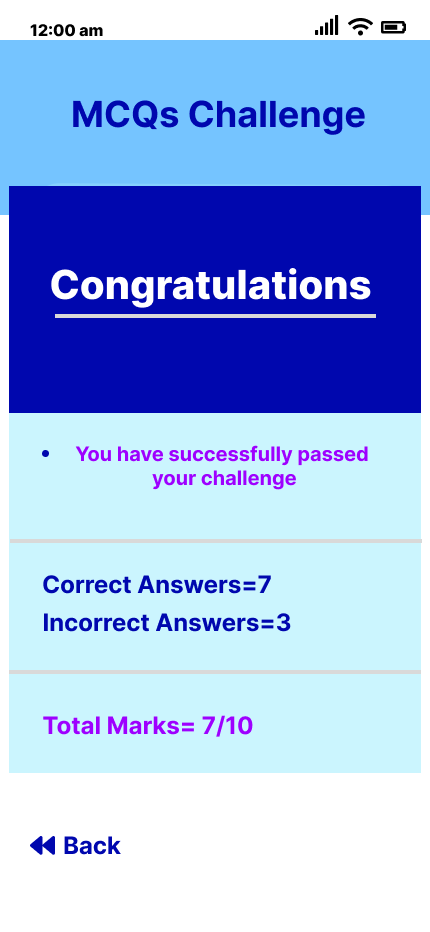 12:00 am
MCQs Challenge
Congratulations
• You have successfully passed
your challenge
Correct Answers=7
Incorrect Answers=3
Total Marks= 7/10
Back